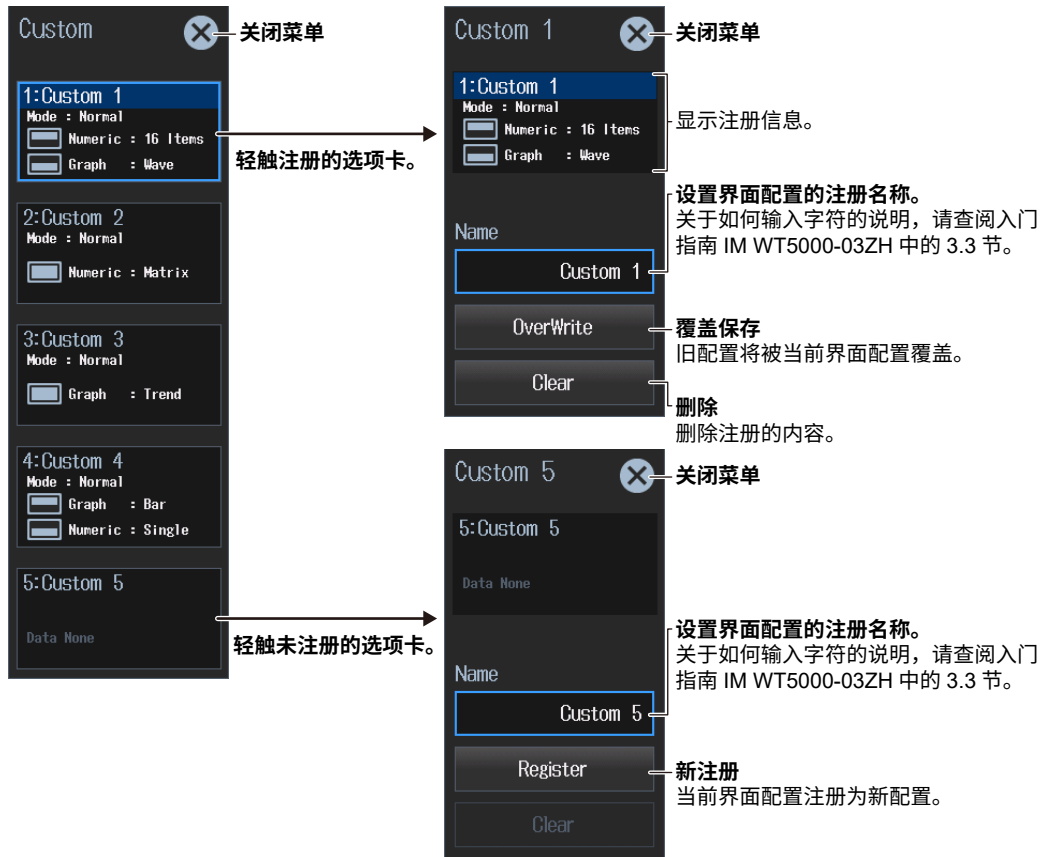 Custom
关闭菜单
1:Custom 1
Mode : Normal
Numeric : 16 Items
Graph : Wave
轻触注册的选项卡。
2:Custom 2
Mode : Normal
Numeric : Matrix
3:Custom 3
Mode : Normal
Graph : Trend
4:Custom 4
Mode : Normal
Graph : Bar
Numeric : Single
5:Custom 5
Data None
轻触未注册的选项卡。
Custom 1
关闭菜单
1:Custom 1
Mode : Normal
Numeric : 16 Items
Graph : Wave
显示注册信息。
设置界面配置的注册名称。
关于如何输入字符的说明，请查阅入门
指南 IM WT5000-03ZH 中的 3.3 节。
Name
Custom 1
OverWrite
覆盖保存
旧配置将被当前界面配置覆盖。
Clear
删除
删除注册的内容。
Custom 5
关闭菜单
5:Custom 5
Data None
设置界面配置的注册名称。
关于如何输入字符的说明，请查阅入门
指南 IM WT5000-03ZH 中的 3.3 节。
Name
Custom 5
Register
新注册
当前界面配置注册为新配置。
Clear